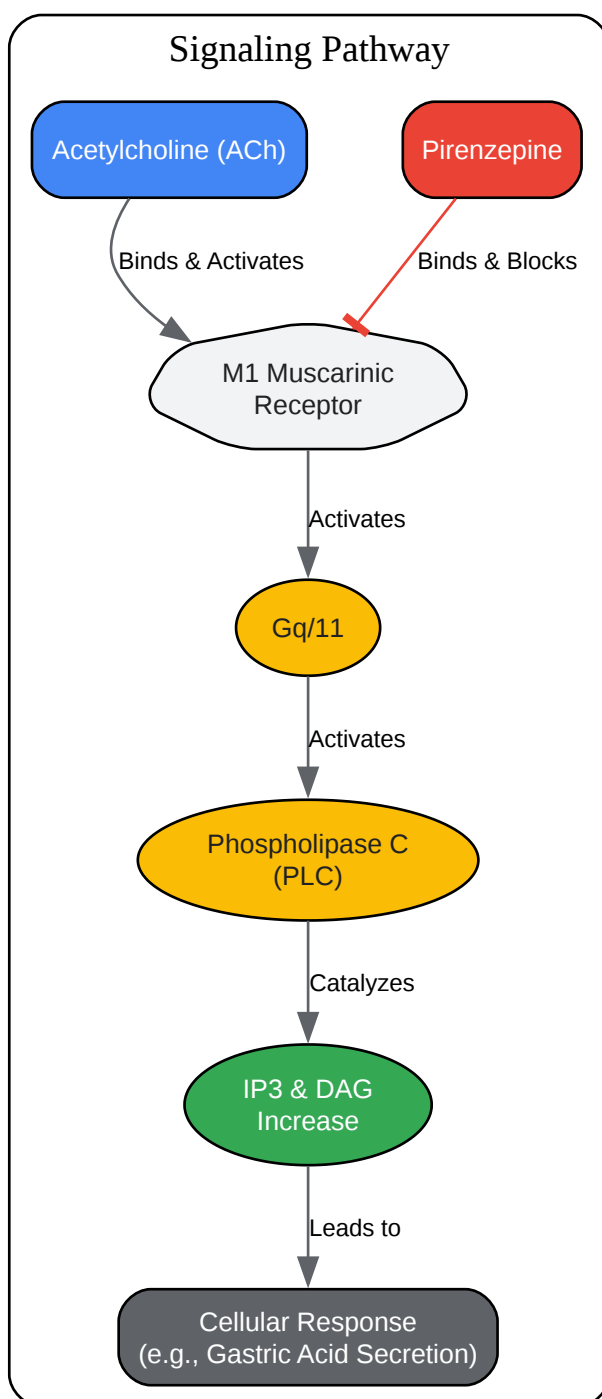 Signaling Pathway
Acetylcholine (ACh)
Pirenzepine
Binds & Activates
Binds & Blocks
M1 Muscarinic
Receptor
Activates
Gq/11
Activates
Phospholipase C
(PLC)
Catalyzes
IP3 & DAG
Increase
Leads to
Cellular Response
(e.g., Gastric Acid Secretion)